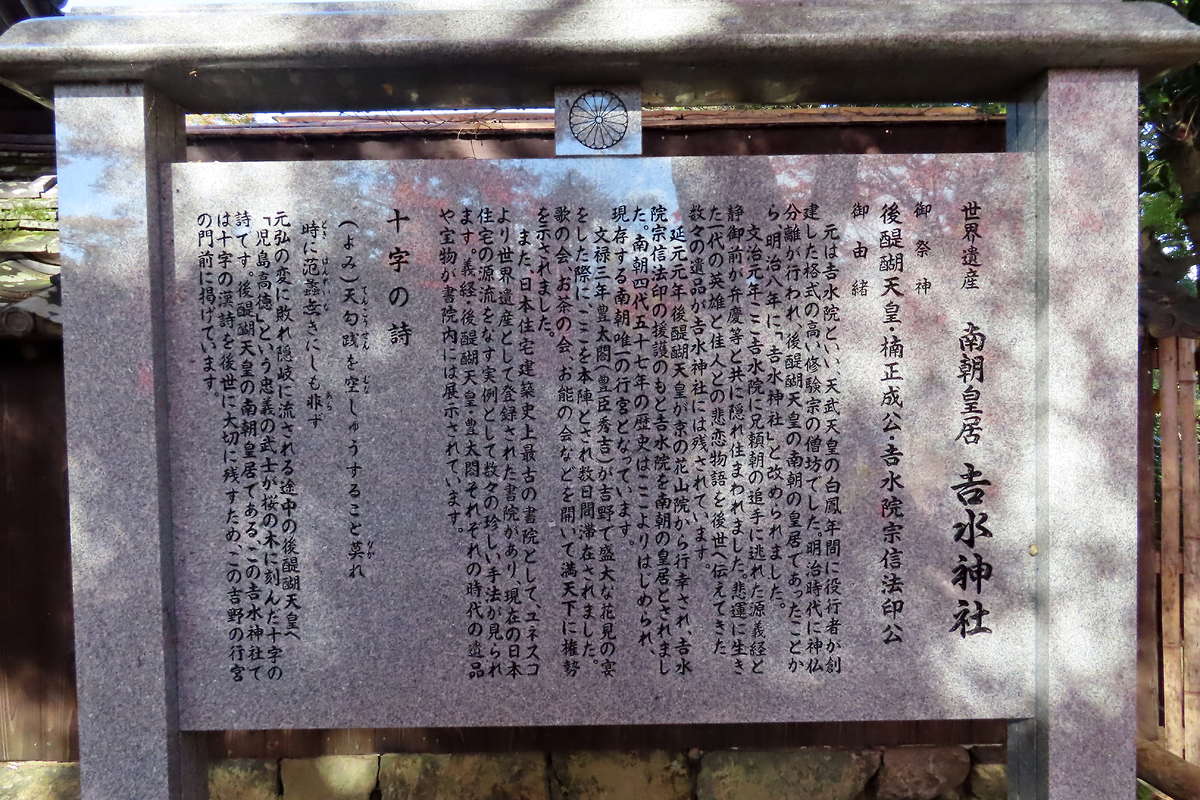 世界遺産 南朝皇居 𠮷水神社
御祭神
後醍醐天皇・楠正成公・𠮷水院宗信法印公
御由緒
元は𠮷水院といい、天武天皇の白鳳年間に役行者が創
建した格式の高い修験宗の僧坊でした。明治時代に神仏
分離が行われ、後醍醐天皇の南朝の皇居であったことか
ら、明治八年に、「𠮷水神社」と改められました。
文治元年ここ𠮷水院に兄頼朝の追手に逃れた源義経と
静御前が弁慶等と共に隠れ住まわれました。悲運に生き
た一代の英雄と佳人との悲恋物語を後世へ伝えてきた
数々の遺品が𠮷水神社には残されています。
延元元年後醍醐天皇が京の花山院から行幸され、𠮷水
院宗信法印の援護のもと𠮷水院を南朝の皇居とされまし
た。南朝四代五十七年の歴史はここよりはじめられ、
現存する南朝唯一の行宮となっています。
文禄三年豊太閤(豊臣秀吉)が吉野で盛大な花見の宴
をした際に、ここを本陣とされ数日間滞在されました。
歌の会、お茶の会、お能の会などを開いて満天下に権勢
を示されました。
また、日本住宅建築史上最古の書院として、ユネスコ
より世界遺産として登録された書院があり、現在の日本
住宅の源流をなす実例として数々の珍しい手法が見られ
ます。義経・後醍醐天皇・豊太閤それぞれの時代の遺品
や宝物が書院内には展示されています。
十字の詩
(よみ)天勾践を空しゅうすること莫れ
時に范蠡無きにしも非ず
元弘の変に敗れ隠岐に流される途中の後醍醐天皇へ
「児島高徳」という忠義の武士が桜の木に刻んだ十字の
詩です。後醍醐天皇の南朝皇居である、この𠮷水神社で
は十字の漢詩を後世に大切に残すため、この吉野の行宮
の門前に掲げています。